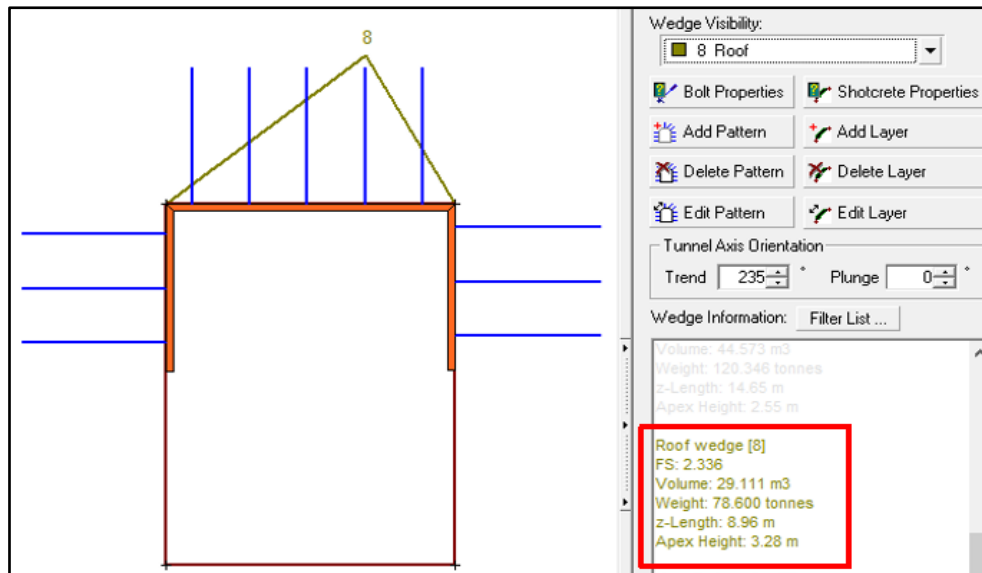 8
Wedge Visibility:
8 Roof
Bolt Properties
Shotcrete Properties
Add Pattern
Add Layer
Delete Pattern
Delete Layer
Edit Pattern
Edit Layer
Tunnel Axis Orientation
Trend 235 ° Plunge 0 °
Wedge Information: Filter List ...
Volume: 44.573 m3
Weight: 120.346 tonnes
z-Length: 14.65 m
Apex Height: 2.55 m
Roof wedge [8]
FS: 2.336
Volume: 29.111 m3
Weight: 78.600 tonnes
z-Length: 8.96 m
Apex Height: 3.28 m